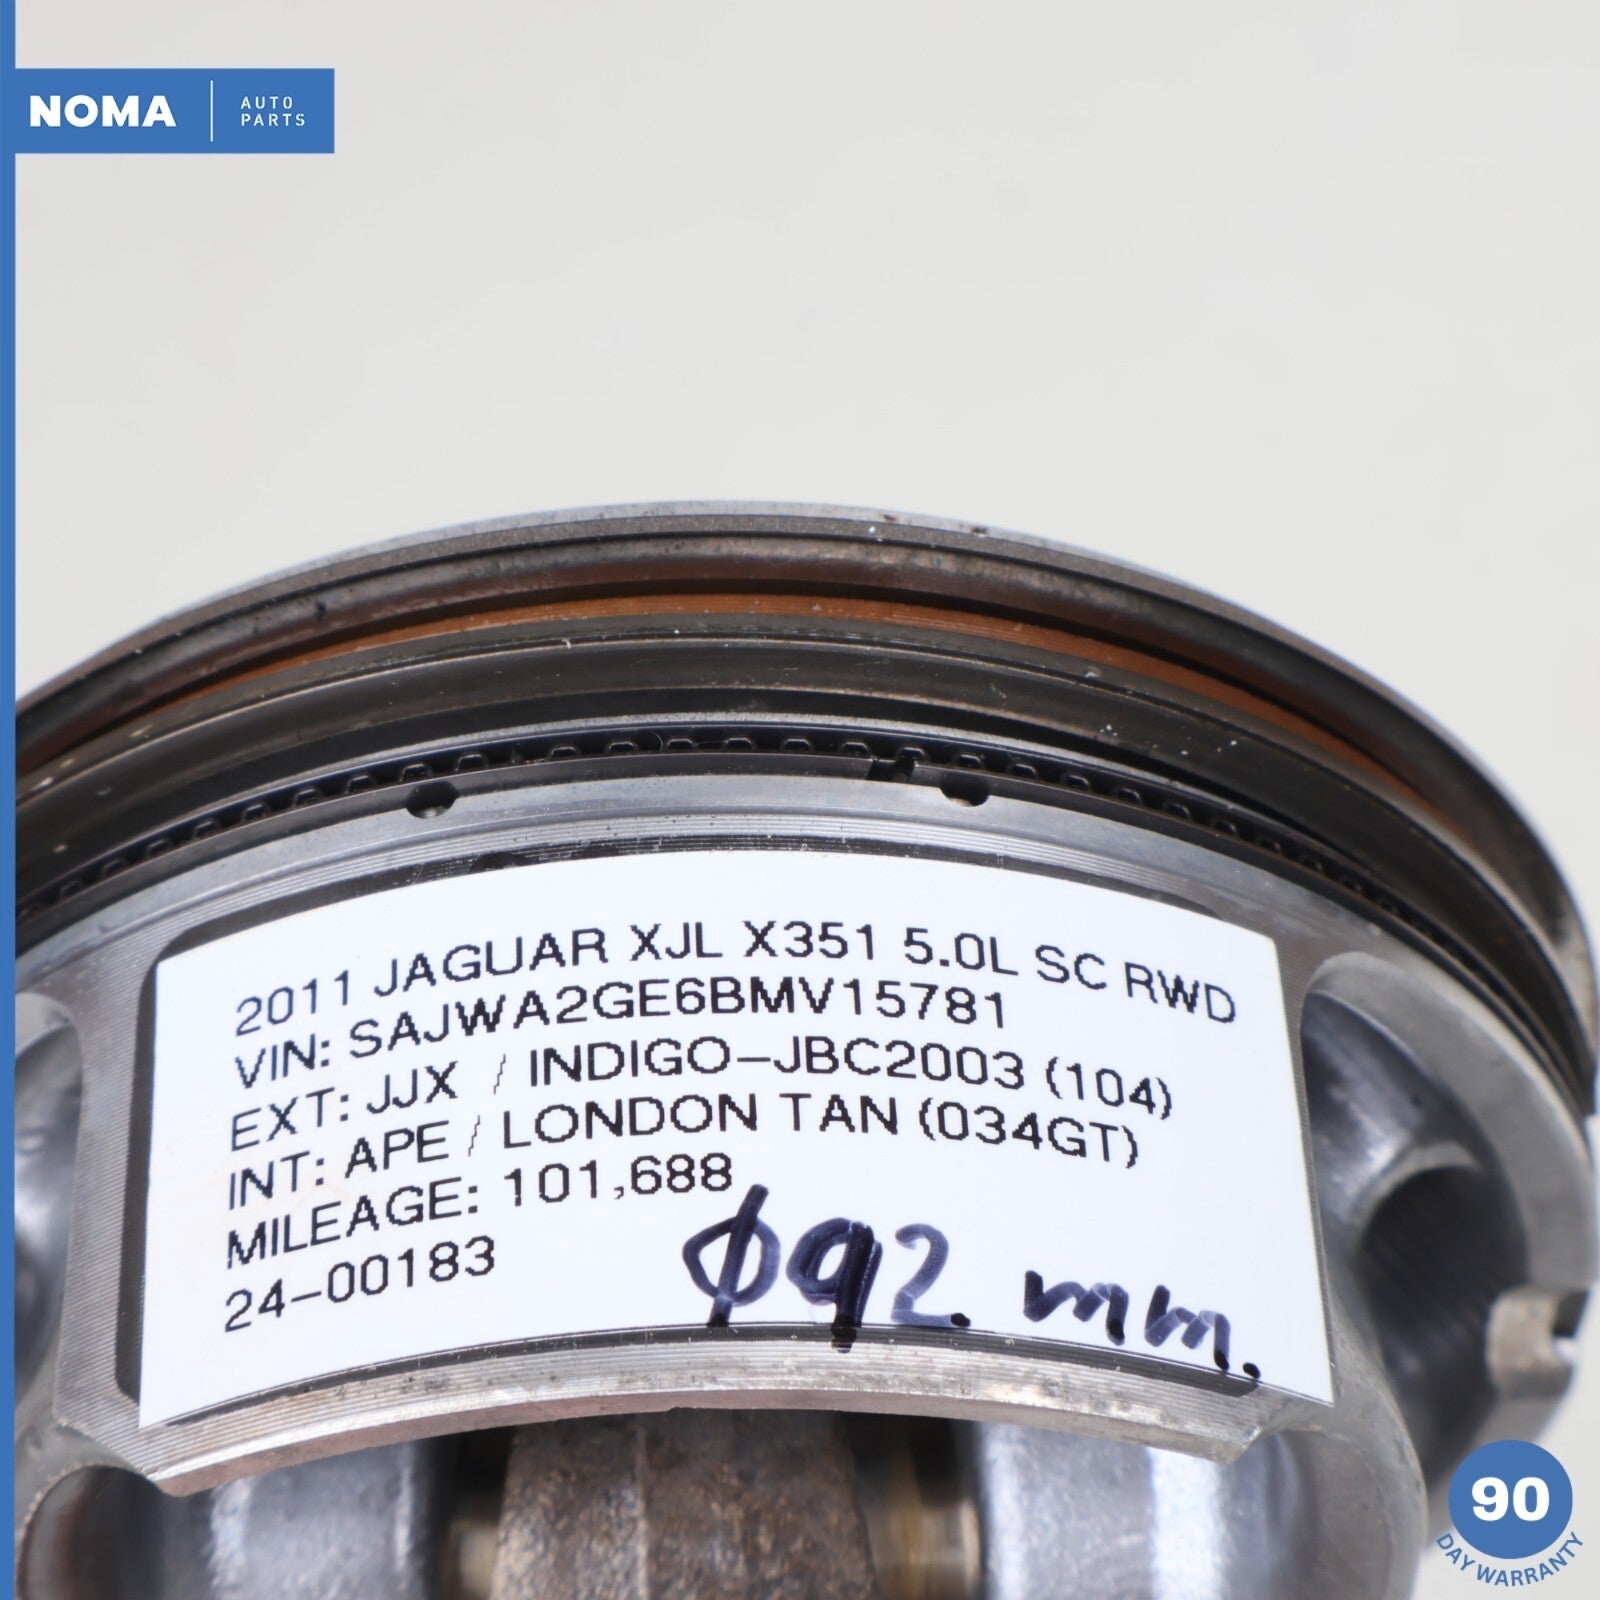 NOMA
AUTO
PARTS
2011 JAGUAR XJL X351 5.0L SC RWD
VIN: SAJWA2GE6BMV15781
EXT: JJX / INDIGO-JBC2003 (104)
INT: APE / LONDON TAN (034GT)
MILEAGE: 101,688
24-00183
φ92 mm.
90
DAY WARRANTY